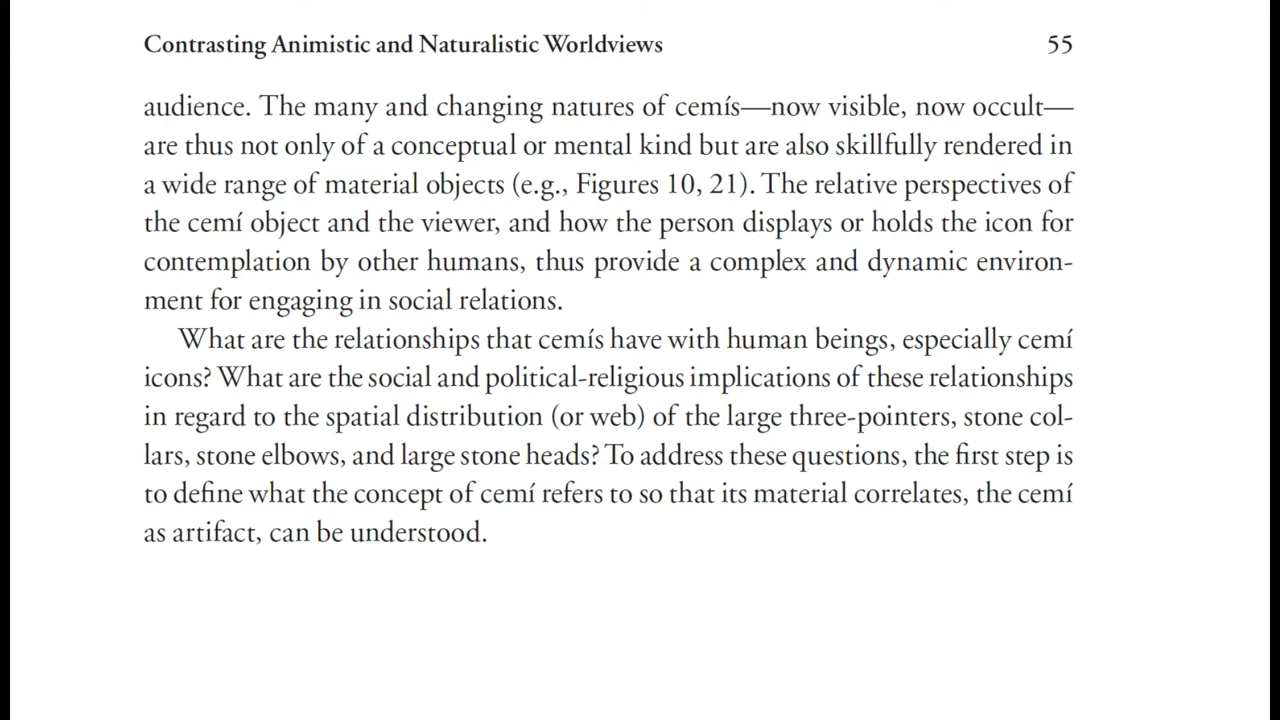 Contrasting Animistic and Naturalistic Worldviews 55
audience. The many and changing natures of cemís—now visible, now occult—
are thus not only of a conceptual or mental kind but are also skillfully rendered in
a wide range of material objects (e.g., Figures 10, 21). The relative perspectives of
the cemí object and the viewer, and how the person displays or holds the icon for
contemplation by other humans, thus provide a complex and dynamic environ-
ment for engaging in social relations.
What are the relationships that cemís have with human beings, especially cemí
icons? What are the social and political-religious implications of these relationships
in regard to the spatial distribution (or web) of the large three-pointers, stone col-
lars, stone elbows, and large stone heads? To address these questions, the first step is
to define what the concept of cemí refers to so that its material correlates, the cemí
as artifact, can be understood.